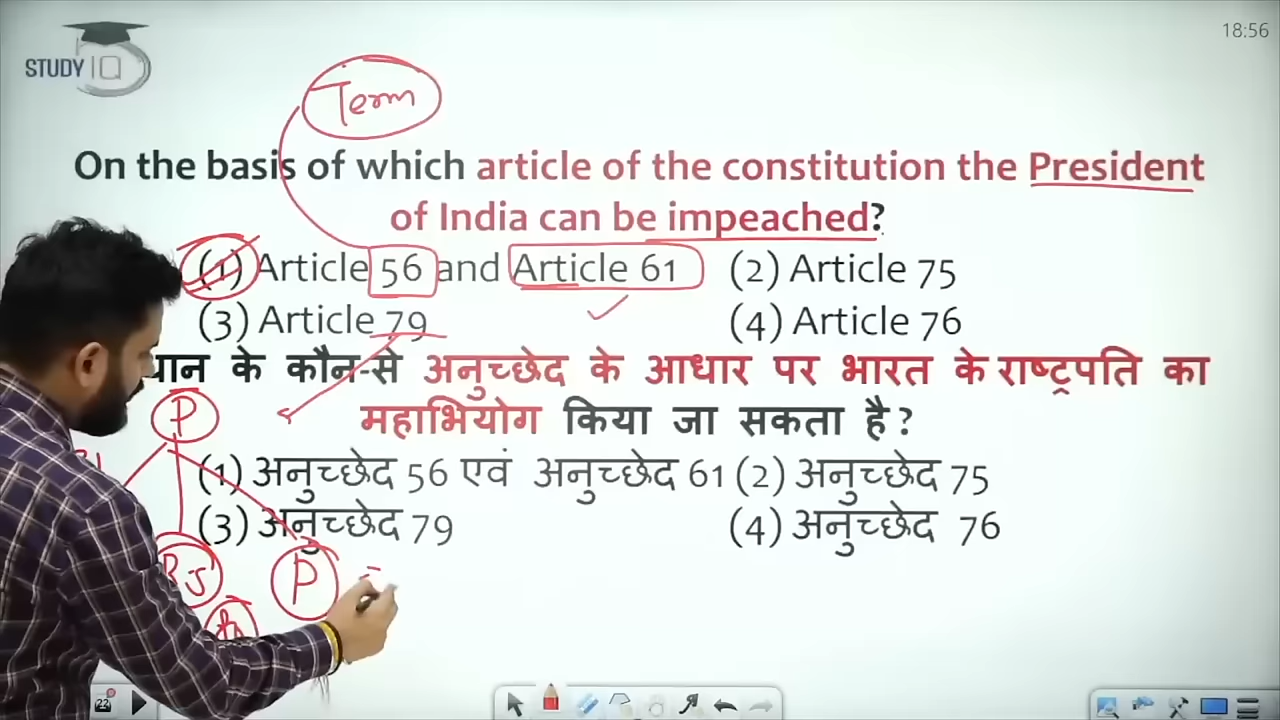 18:56
STUDY IQ
Term
On the basis of which article of the constitution the President
of India can be impeached?
(1) Article 56 and Article 61 (2) Article 75
(3) Article 79 (4) Article 76
धान के कौन-से अनुच्छेद के आधार पर भारत के राष्ट्रपति का
महाभियोग किया जा सकता है?
P
(1) अनुच्छेद 56 एवं अनुच्छेद 61 (2) अनुच्छेद 75
(3) अनुच्छेद 79 (4) अनुच्छेद 76
RS P
22